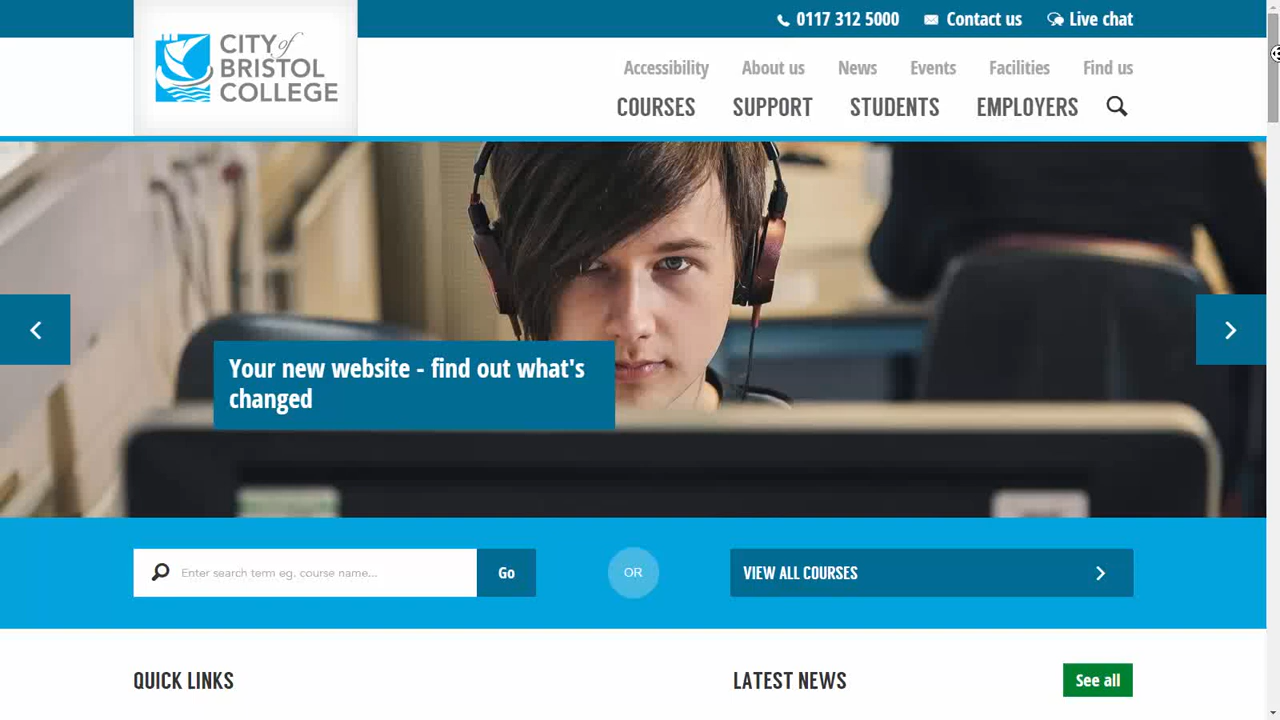 0117 312 5000 Contact us Live chat
CITY of
BRISTOL
COLLEGE
Accessibility About us News Events Facilities Find us
COURSES SUPPORT STUDENTS EMPLOYERS
Your new website - find out what's
changed
Enter search term eg. course name... Go OR VIEW ALL COURSES
QUICK LINKS LATEST NEWS See all